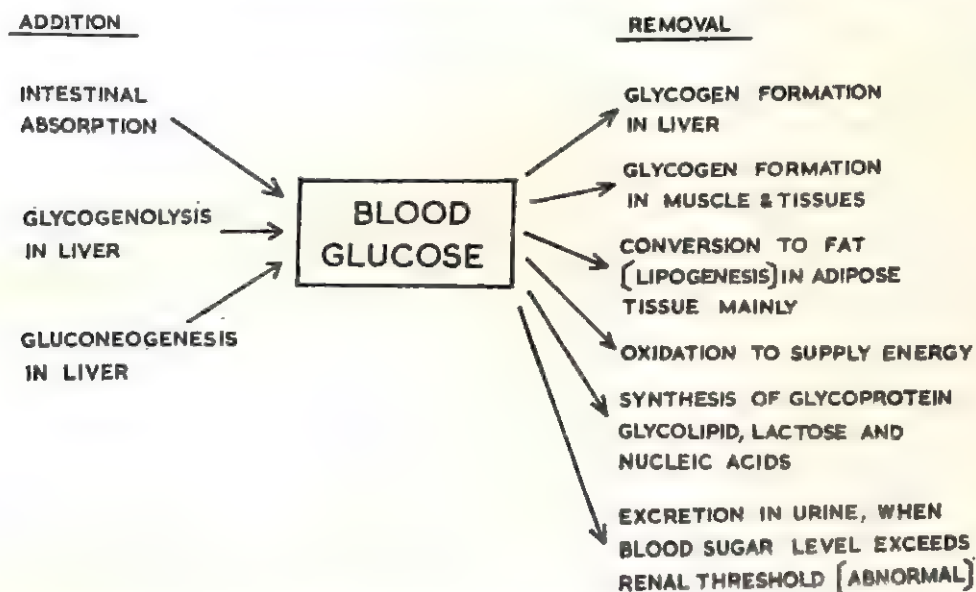 ADDITION
INTESTINAL
ABSORPTION
GLYCOGENOLYSIS
IN LIVER
GLUCONEOGENESIS
IN LIVER
BLOOD
GLUCOSE
REMOVAL
GLYCOGEN FORMATION
IN LIVER
GLYCOGEN FORMATION
IN MUSCLE & TISSUES
CONVERSION TO FAT
[LIPOGENESIS] IN ADIPOSE
TISSUE MAINLY
OXIDATION TO SUPPLY ENERGY
SYNTHESIS OF GLYCOPROTEIN
GLYCOLIPID, LACTOSE AND
NUCLEIC ACIDS
EXCRETION IN URINE, WHEN
BLOOD SUGAR LEVEL EXCEEDS
RENAL THRESHOLD [ABNORMAL]